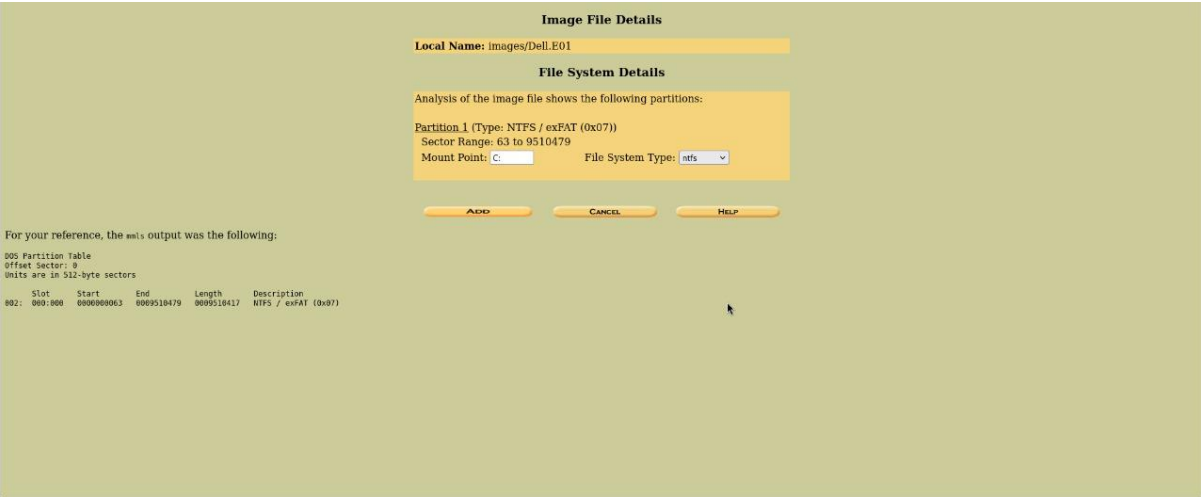 Image File Details
Local Name: images/Dell.E01
File System Details
Analysis of the image file shows the following partitions:
Partition 1 (Type: NTFS / exFAT (0x07))
Sector Range: 63 to 9510479
Mount Point: C: File System Type: ntfs
ADD CANCEL HELP
For your reference, the mmls output was the following:
DOS Partition Table
Offset Sector: 0
Units are in 512-byte sectors
Slot Start End Length Description
002: 000:000 0000000063 0009510479 0009510417 NTFS / exFAT (0x07)